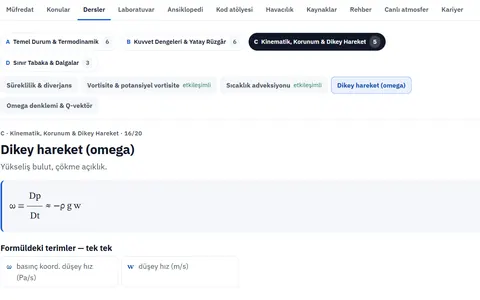 Müfredat Konular Dersler Laboratuvar Ansiklopedi Kod atölyesi Havacılık Kaynaklar Rehber Canlı atmosfer Kariyer
A Temel Durum & Termodinamik 6 B Kuvvet Dengeleri & Yatay Rüzgâr 6 C Kinematik, Korunum & Dikey Hareket 5
D Sınır Tabaka & Dalgalar 3
Süreklilik & diverjans Vortisite & potansiyel vortisite etkileşimli Sıcaklık adveksiyonu etkileşimli Dikey hareket (omega)
Omega denklemi & Q-vektör
C · Kinematik, Korunum & Dikey Hareket · 16/20
Dikey hareket (omega)
Yükseliş bulut, çökme açıklık.
ω = Dp/Dt ≈ −ρ g w
Formüldeki terimler — tek tek
ω basınç koord. düşey hız w düşey hız (m/s)
(Pa/s)